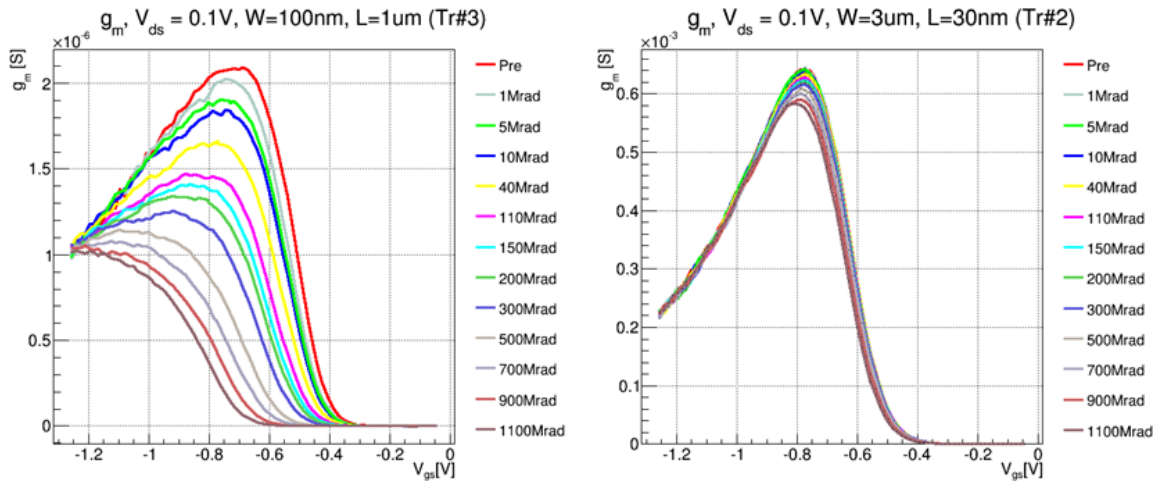 g_m, V_ds = 0.1V, W=100nm, L=1um (Tr#3)
×10^-6
g_m [S]
2
1.5
1
0.5
0
-1.2 -1 -0.8 -0.6 -0.4 -0.2 0
V_gs[V]
Pre
1Mrad
5Mrad
10Mrad
40Mrad
110Mrad
150Mrad
200Mrad
300Mrad
500Mrad
700Mrad
900Mrad
1100Mrad
g_m, V_ds = 0.1V, W=3um, L=30nm (Tr#2)
×10^-3
g_m [S]
0.6
0.5
0.4
0.3
0.2
0.1
0
-1.2 -1 -0.8 -0.6 -0.4 -0.2 0
V_gs[V]
Pre
1Mrad
5Mrad
10Mrad
40Mrad
110Mrad
150Mrad
200Mrad
300Mrad
500Mrad
700Mrad
900Mrad
1100Mrad